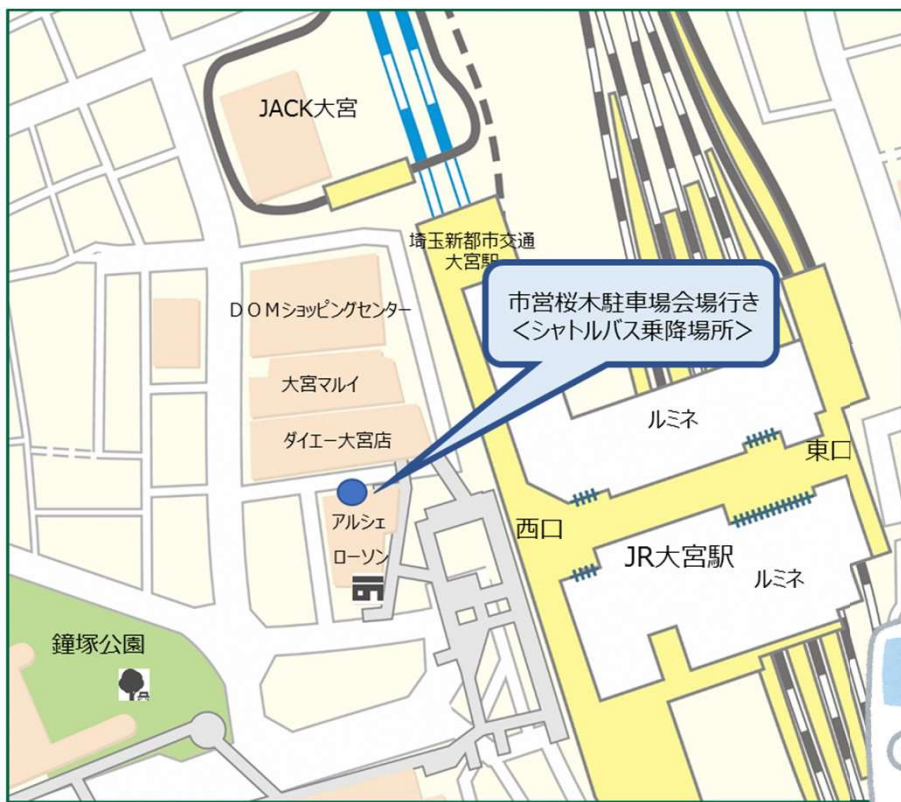 JACK大宮
埼玉新都市交通
大宮駅
市営桜木駐車場会場行き
<シャトルバス乗降場所>
DOMショッピングセンター
大宮マルイ
ルミネ
ダイエー大宮店
東口
アルシェ
西口
ローソン
JR大宮駅
ルミネ
鐘塚公園